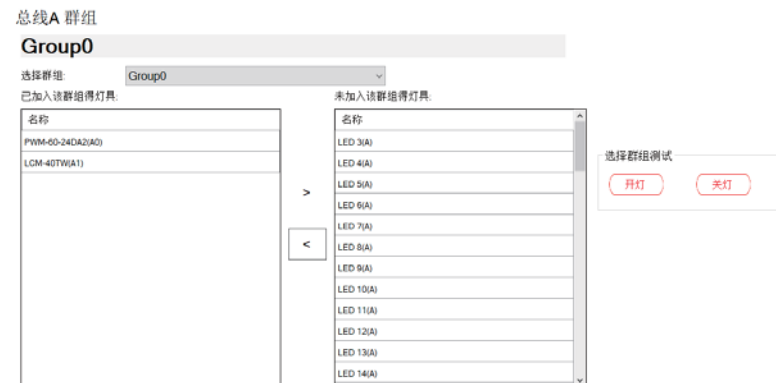 总线A 群组
Group0
选择群组:
Group0
已加入该群组得灯具:
未加入该群组得灯具:
名称
PWM-60-24DA2(A0)
LCM-40TW(A1)
>
<
名称
LED 3(A)
LED 4(A)
LED 5(A)
LED 6(A)
LED 7(A)
LED 8(A)
LED 9(A)
LED 10(A)
LED 11(A)
LED 12(A)
LED 13(A)
LED 14(A)
选择群组测试
开灯
关灯